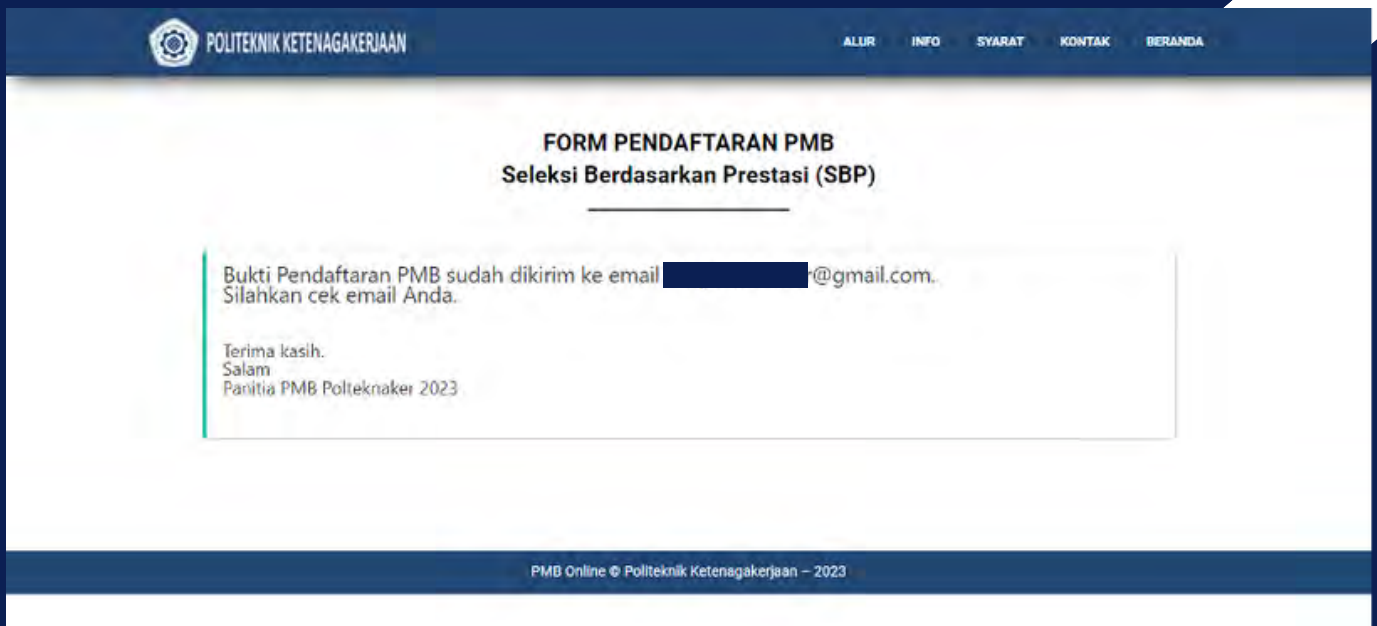 POLITEKNIK KETENAGAKERJAAN
ALUR INFO SYARAT KONTAK BERANDA
FORM PENDAFTARAN PMB
Seleksi Berdasarkan Prestasi (SBP)
Bukti Pendaftaran PMB sudah dikirim ke email r@gmail.com.
Silahkan cek email Anda.
Terima kasih.
Salam
Panitia PMB Polteknaker 2023
PMB Online © Politeknik Ketenagakerjaan – 2023